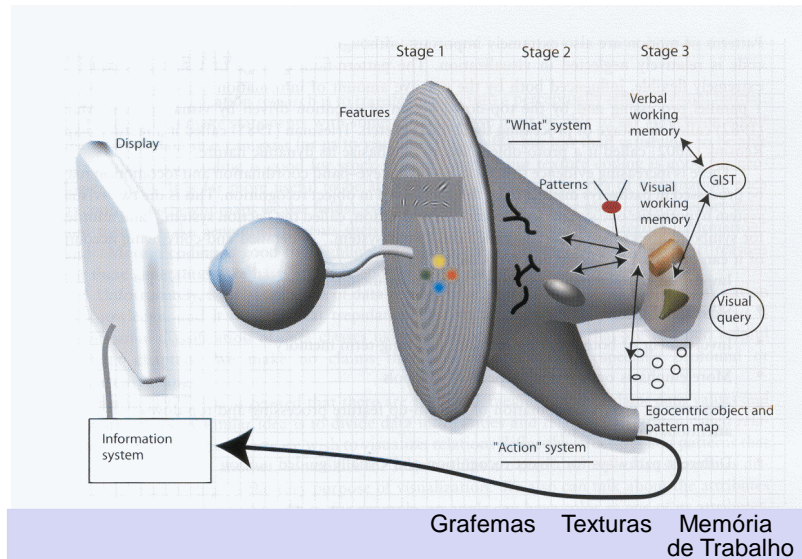 Stage 1
Stage 2
Stage 3
Features
"What" system
Verbal
working
memory
GIST
Display
Patterns
Visual
working
memory
Visual
query
Egocentric object and
pattern map
Information
system
"Action" system
Grafemas
Texturas
Memória
de Trabalho